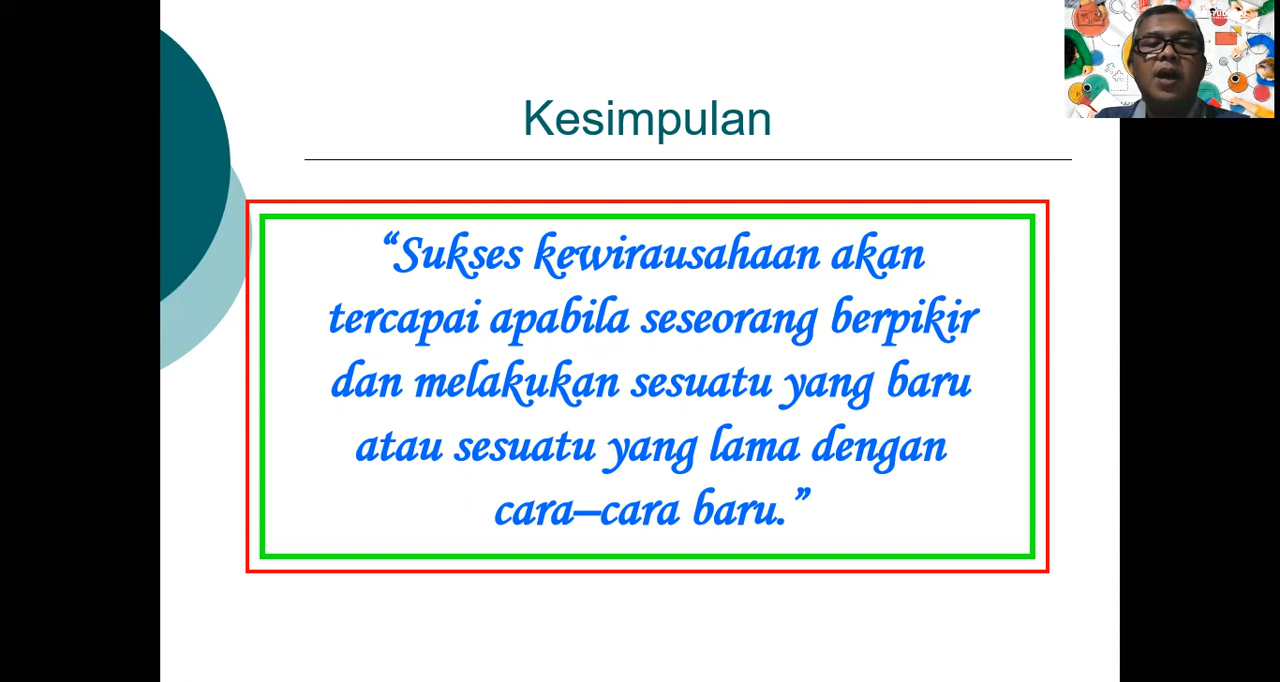 Kesimpulan
“Sukses kewirausahaan akan
tercapai apabila seseorang berpikir
dan melakukan sesuatu yang baru
atau sesuatu yang lama dengan
cara–cara baru.”